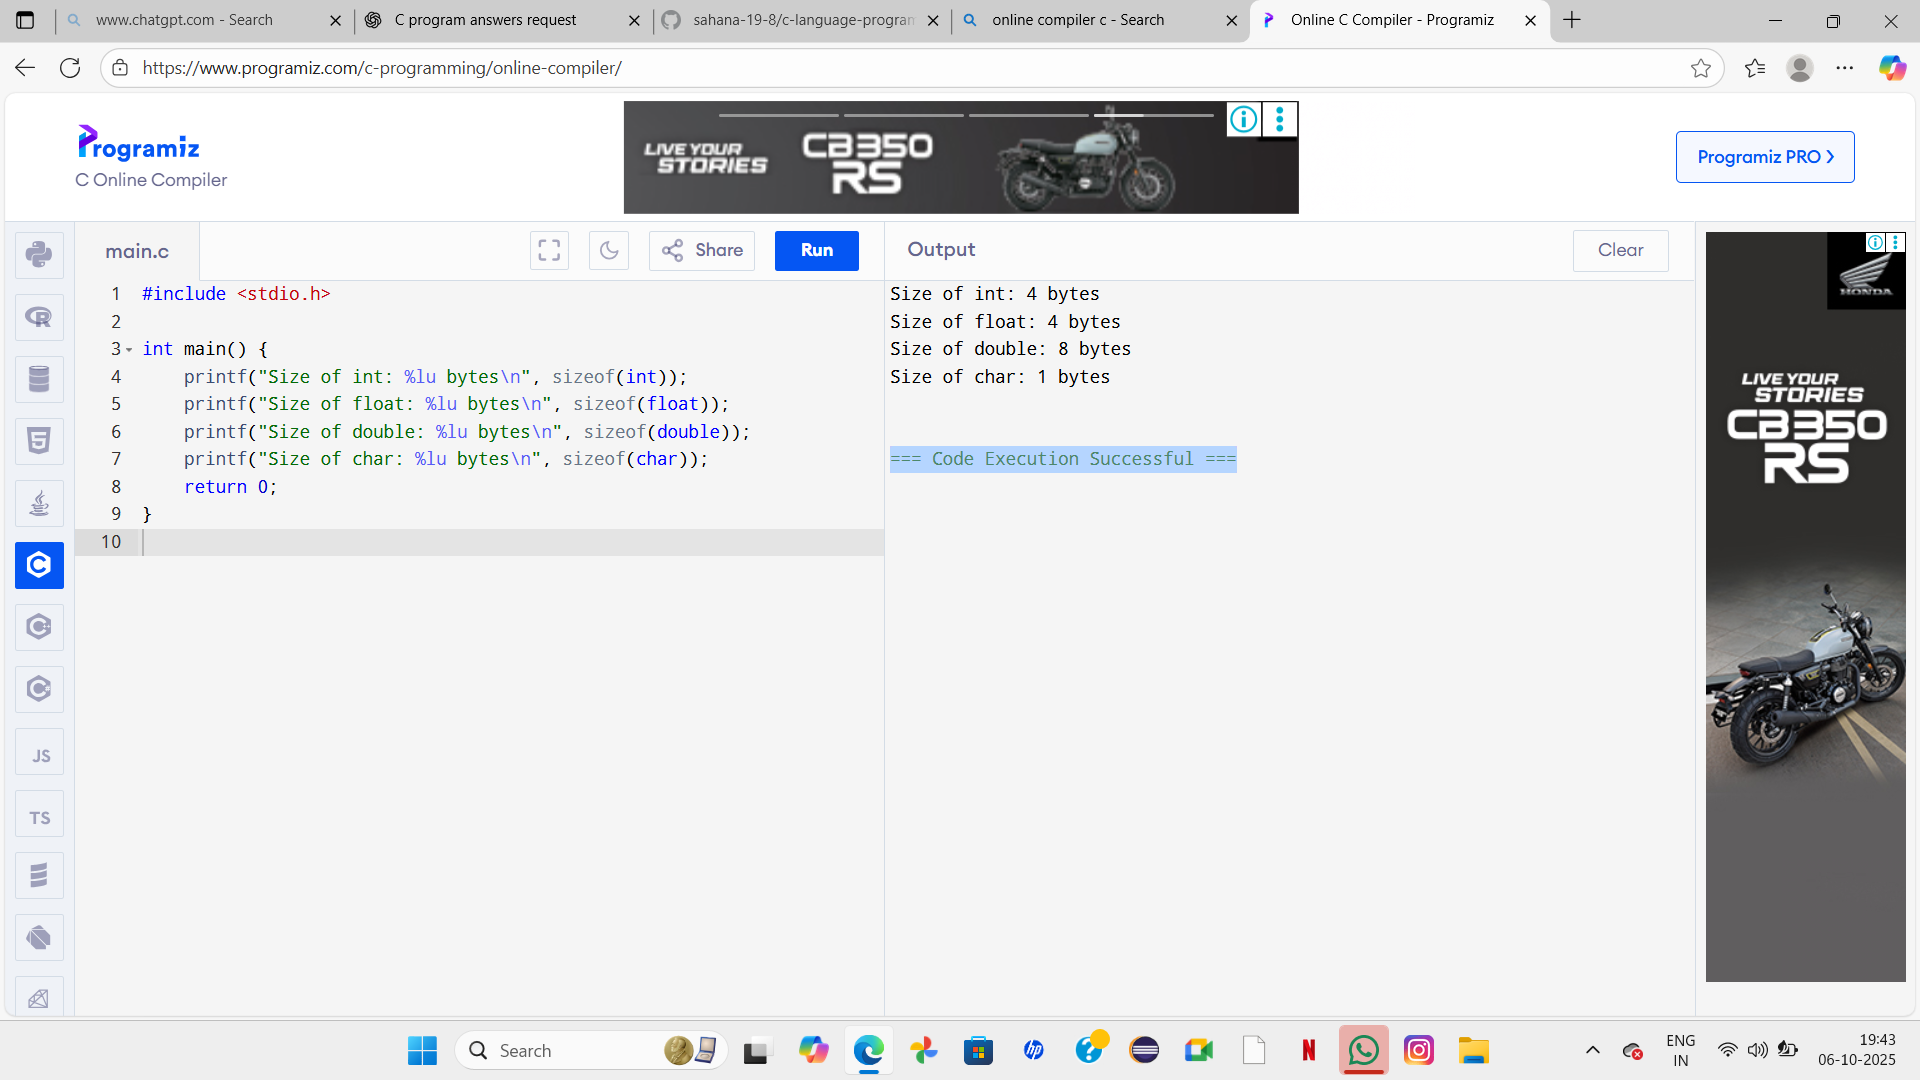 www.chatgpt.com - Search
C program answers request
sahana-19-8/c-language-program
online compiler c - Search
Online C Compiler - Programiz
https://www.programiz.com/c-programming/online-compiler/
Programiz
C Online Compiler
LIVE YOUR STORIES
CB350 RS
Programiz PRO
main.c
Share
Run
Output
Clear
1 #include <stdio.h>
2
3 int main() {
4 printf("Size of int: %lu bytes\n", sizeof(int));
5 printf("Size of float: %lu bytes\n", sizeof(float));
6 printf("Size of double: %lu bytes\n", sizeof(double));
7 printf("Size of char: %lu bytes\n", sizeof(char));
8 return 0;
9 }
10
Size of int: 4 bytes
Size of float: 4 bytes
Size of double: 8 bytes
Size of char: 1 bytes
=== Code Execution Successful ===
HONDA
LIVE YOUR
STORIES
CB350
RS
R
5
C
JS
TS
Search
hp
N
ENG
IN
19:43
06-10-2025